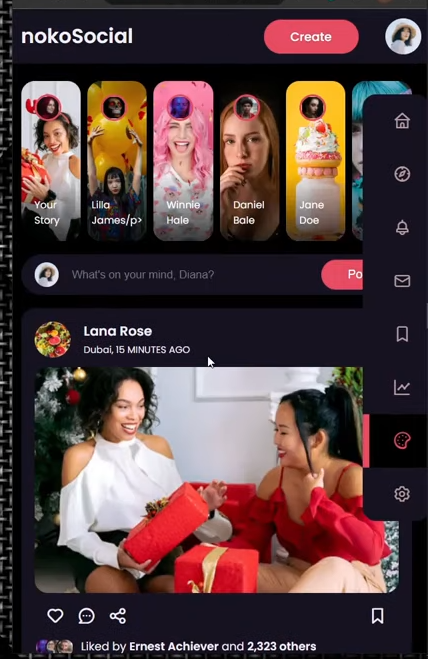 nokoSocial
Create
Your
Story
Lilla
James/p>
Winnie
Hale
Daniel
Bale
Jane
Doe
What's on your mind, Diana?
Po
Lana Rose
Dubai, 15 MINUTES AGO
Liked by Ernest Achiever and 2,323 others